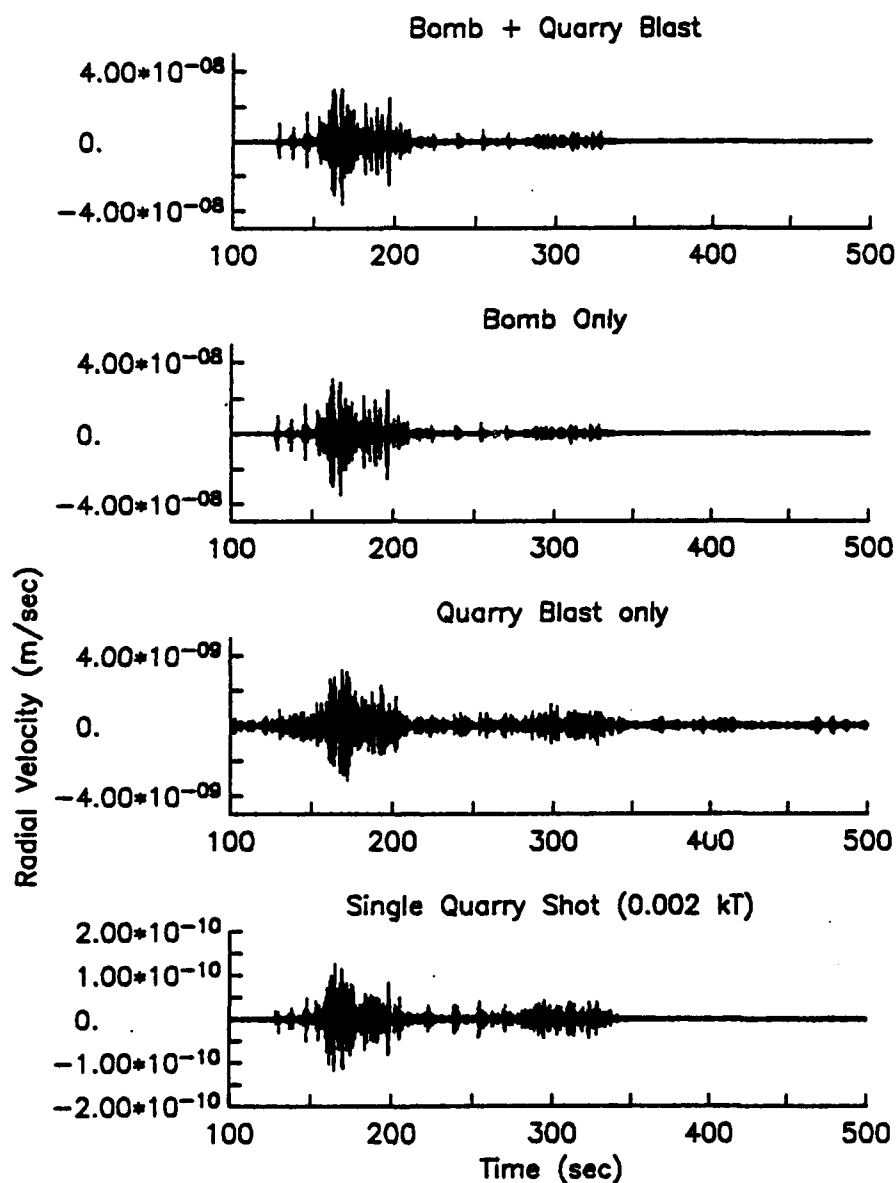 Bomb + Quarry Blast
4.00*10-08
0.
-4.00*10-08
100 200 300 400 500
Bomb Only
4.00*10-08
0.
-4.00*10-08
100 200 300 400 500
Quarry Blast only
4.00*10-09
0.
-4.00*10-09
100 200 300 400 500
Single Quarry Shot (0.002 kT)
2.00*10-10
1.00*10-10
0.
-1.00*10-10
-2.00*10-10
100 200 300 400 500
Time (sec)
Radial Velocity (m/sec)